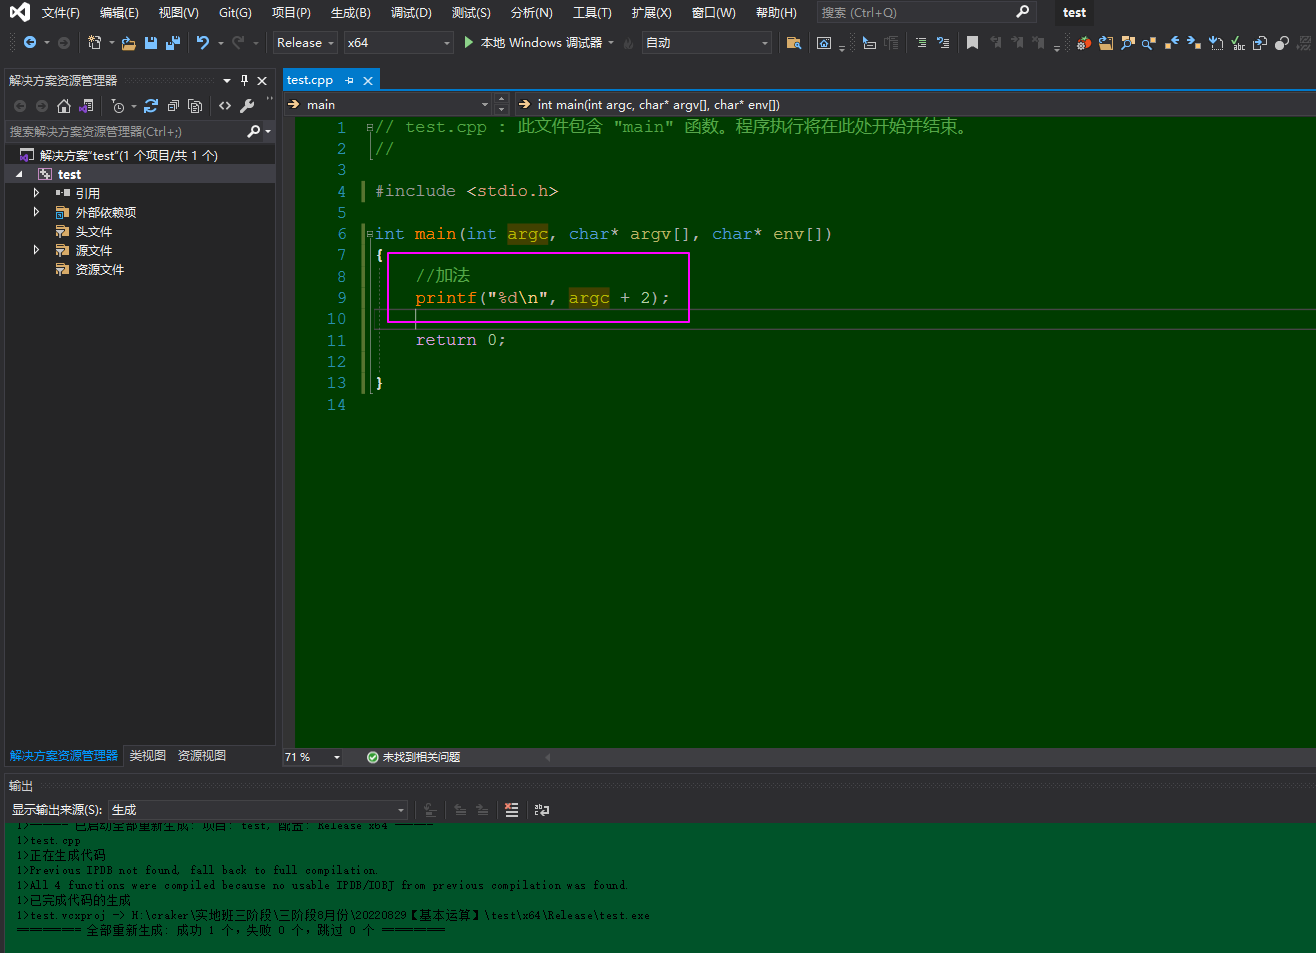 文件(F) 编辑(E) 视图(V) Git(G) 项目(P) 生成(B) 调试(D) 测试(S) 分析(N) 工具(T) 扩展(X) 窗口(W) 帮助(H) 搜索 (Ctrl+Q) test
Release x64 本地 Windows 调试器 自动
解决方案资源管理器
搜索解决方案资源管理器(Ctrl+;)
解决方案"test"(1 个项目/共 1 个)
test
引用
外部依赖项
头文件
源文件
资源文件
解决方案资源管理器 类视图 资源视图
test.cpp
main int main(int argc, char* argv[], char* env[])
1 // test.cpp : 此文件包含 "main" 函数。程序执行将在此处开始并结束。
2 //
3
4 #include <stdio.h>
5
6 int main(int argc, char* argv[], char* env[])
7 {
8 //加法
9 printf("%d\n", argc + 2);
10
11 return 0;
12
13 }
14
71 % 未找到相关问题
输出
显示输出来源(S): 生成
1>------ 已启动全部重新生成: 项目: test, 配置: Release x64 ------
1>test.cpp
1>正在生成代码
1>Previous IPDB not found, fall back to full compilation.
1>All 4 functions were compiled because no usable IPDB/IOBJ from previous compilation was found.
1>已完成代码的生成
1>test.vcxproj -> H:\craker\实地班三阶段\三阶段8月份\20220829【基本运算】\test\x64\Release\test.exe
========== 全部重新生成: 成功 1 个，失败 0 个，跳过 0 个 ==========